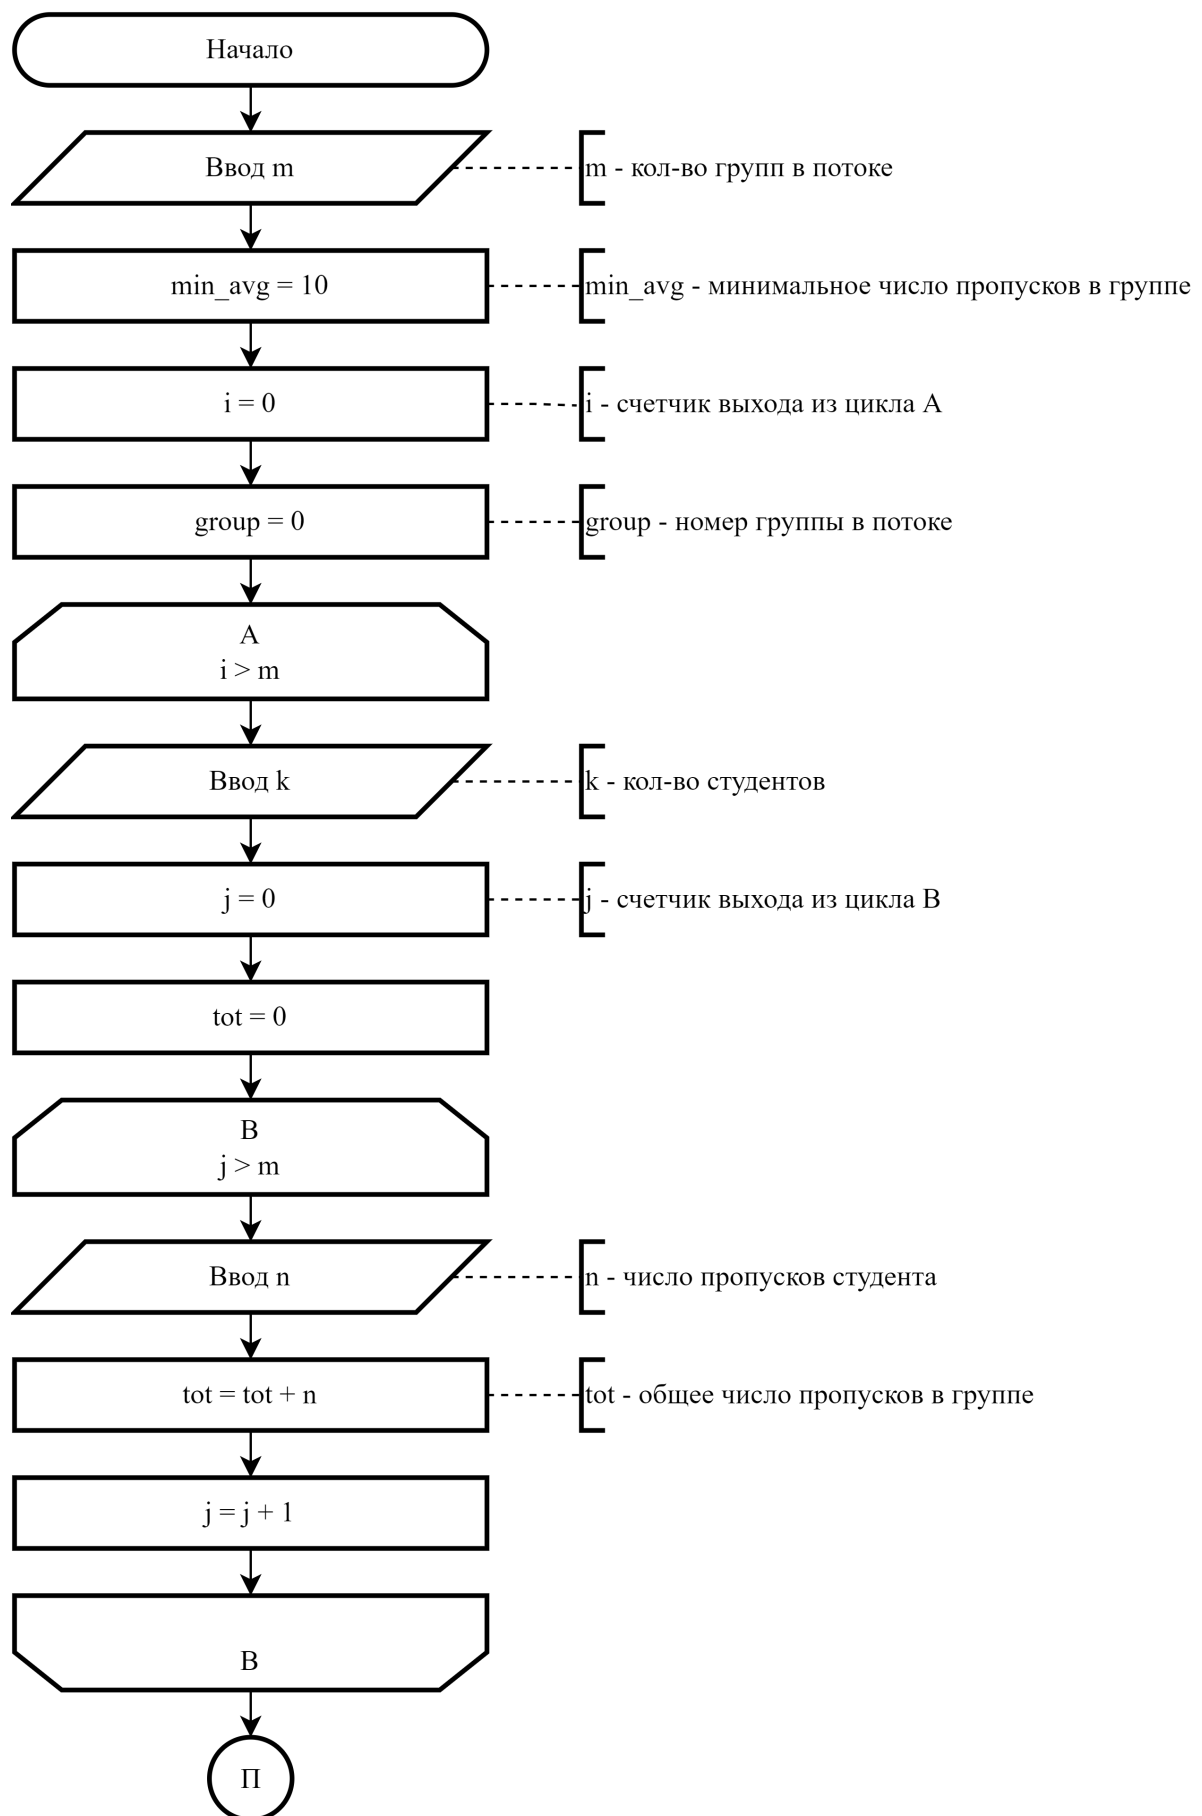 Начало
Ввод m
m - кол-во групп в потоке
min_avg = 10
min_avg - минимальное число пропусков в группе
i = 0
i - счетчик выхода из цикла A
group = 0
group - номер группы в потоке
A
i > m
Ввод k
k - кол-во студентов
j = 0
j - счетчик выхода из цикла B
tot = 0
B
j > m
Ввод n
n - число пропусков студента
tot = tot + n
tot - общее число пропусков в группе
j = j + 1
B
П